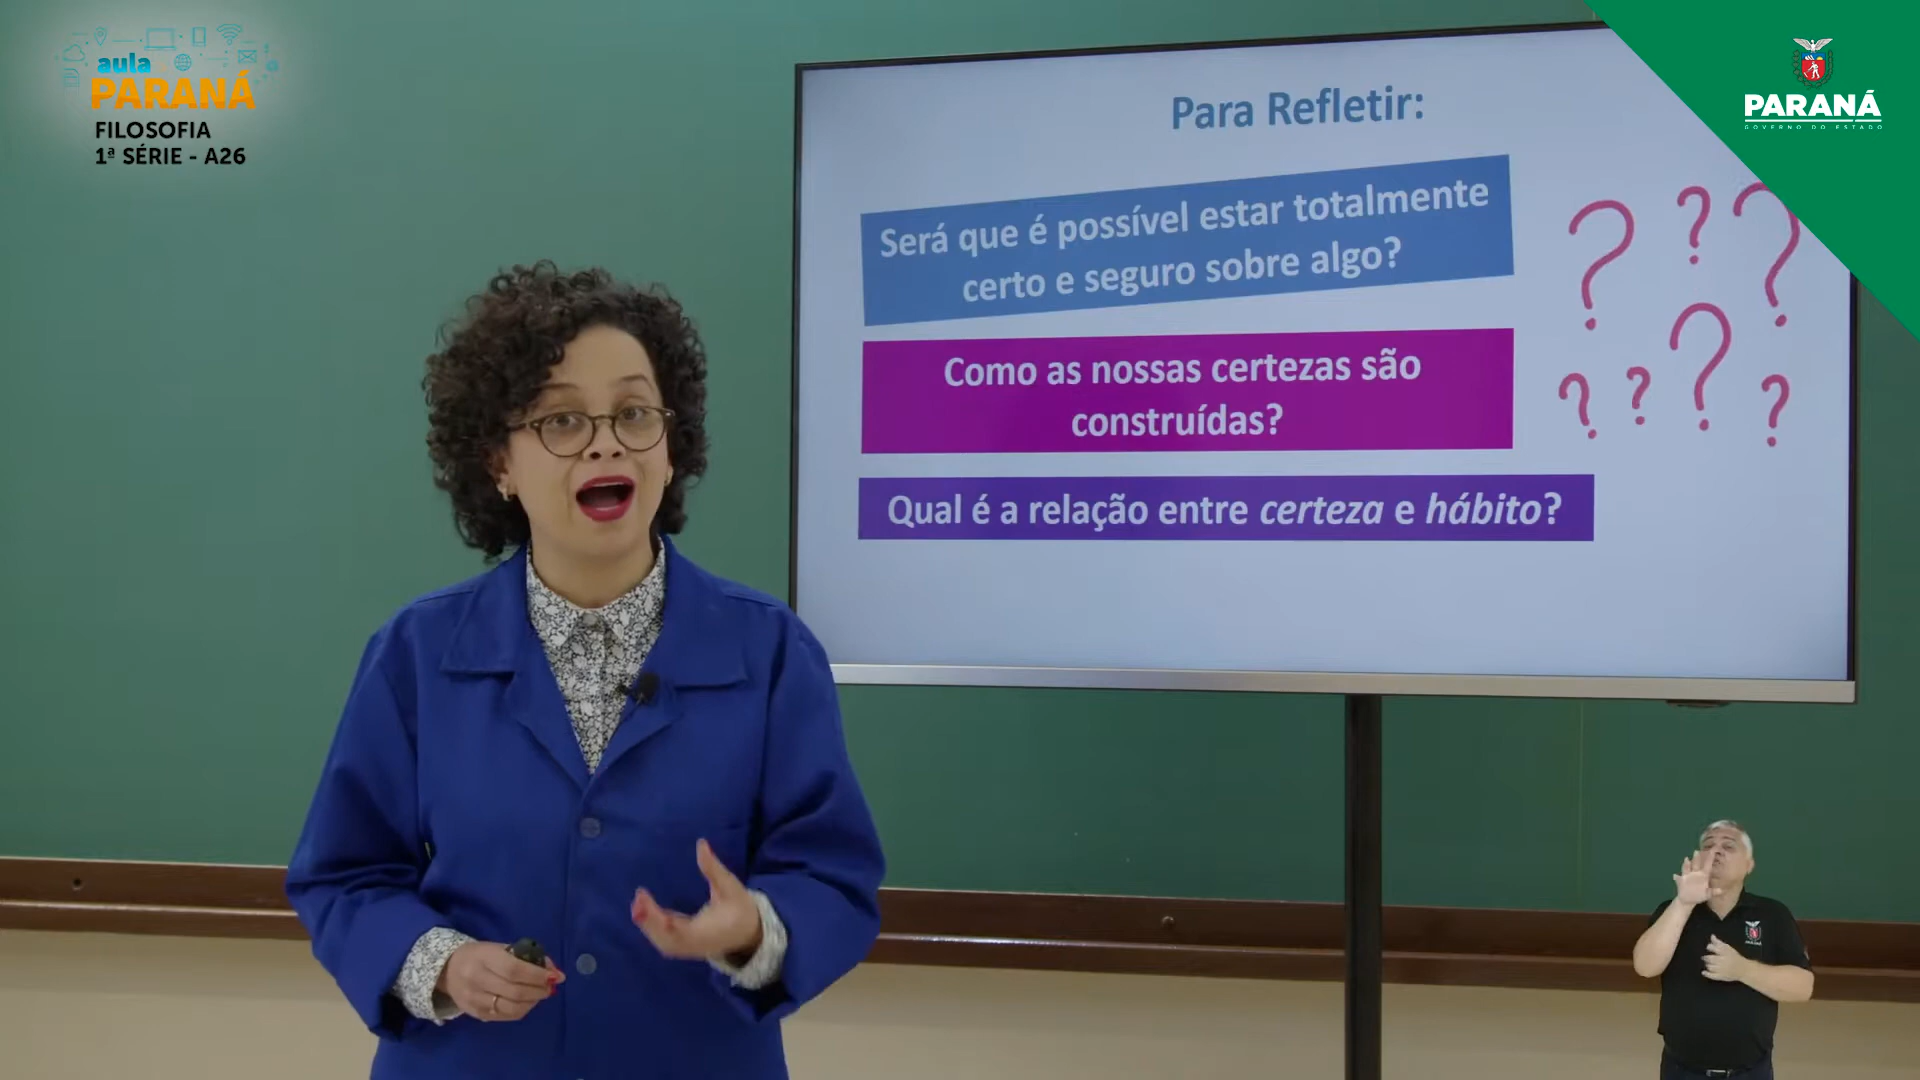 aula
PARANÁ
FILOSOFIA
1ª SÉRIE - A26
PARANÁ
GOVERNO DO ESTADO
Para Refletir:
Será que é possível estar totalmente
certo e seguro sobre algo?
Como as nossas certezas são
construídas?
Qual é a relação entre certeza e hábito?